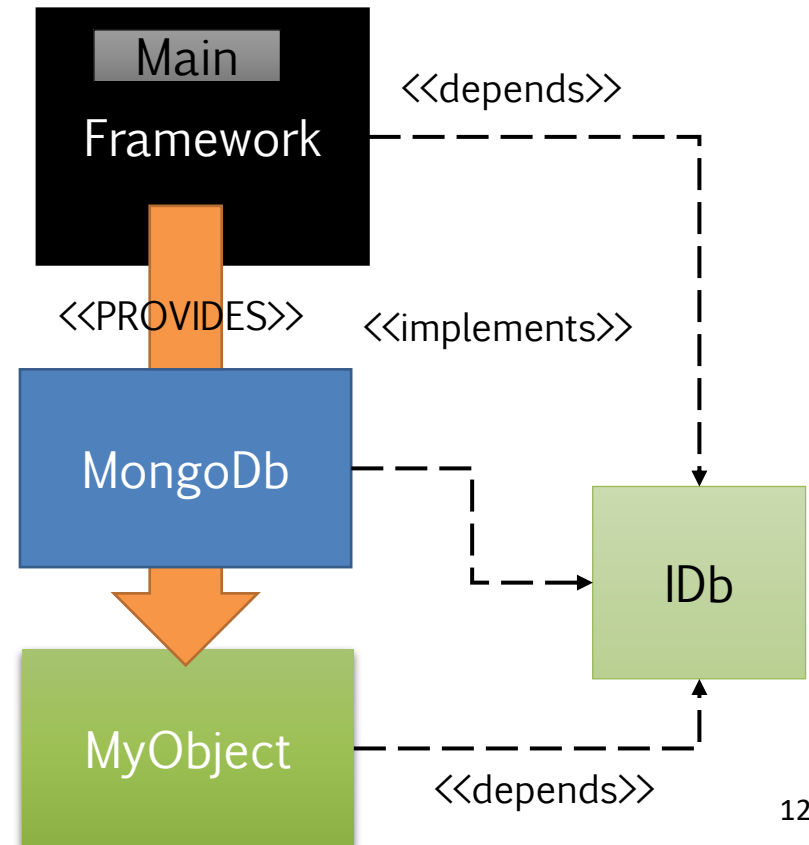 Main
Framework
<<depends>>
<<PROVIDES>>
<<implements>>
MongoDb
IDb
MyObject
<<depends>>
12